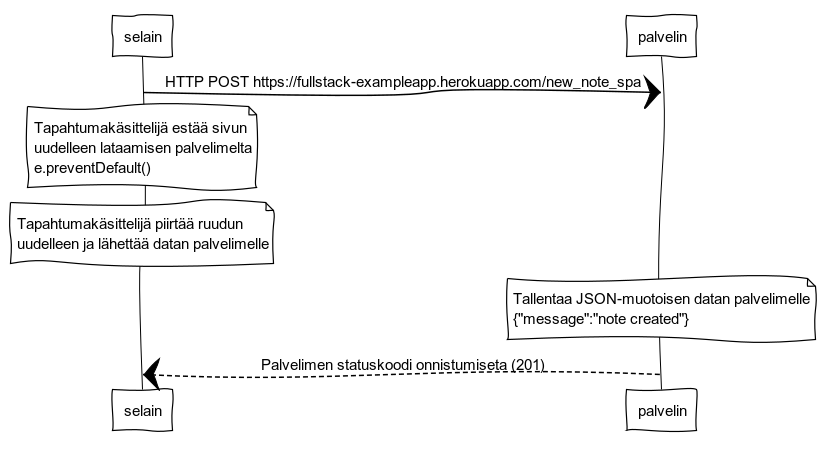 selain
palvelin
HTTP POST https://fullstack-exampleapp.herokuapp.com/new_note_spa
Tapahtumakäsittelijä estää sivun
uudelleen lataamisen palvelimelta
e.preventDefault()
Tapahtumakäsittelijä piirtää ruudun
uudelleen ja lähettää datan palvelimelle
Tallentaa JSON-muotoisen datan palvelimelle
{"message":"note created"}
Palvelimen statuskoodi onnistumiseta (201)
selain
palvelin